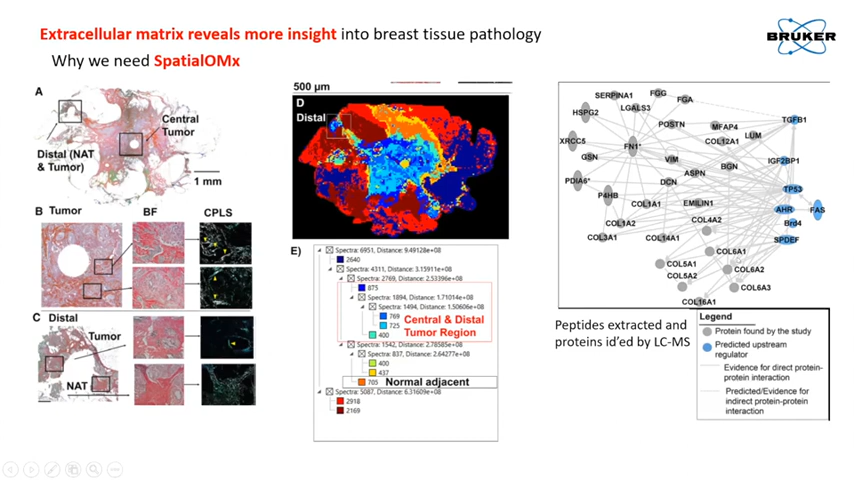 Extracellular matrix reveals more insight into breast tissue pathology
Why we need SpatialOMx
BRUKER
A
Central
Tumor
Distal (NAT
& Tumor)
1 mm
B Tumor BF CPLS
C Distal
Tumor
NAT
500 µm
D
Distal
E)
Spectra: 6951, Distance: 9.49128e+08
2640
Spectra: 4311, Distance: 3.15911e+08
Spectra: 2769, Distance: 2.53396e+08
875
Spectra: 1894, Distance: 1.71014e+08
Spectra: 1494, Distance: 1.50606e+08
769
725
400
Central & Distal
Tumor Region
Spectra: 1542, Distance: 2.78585e+08
Spectra: 837, Distance: 2.64277e+08
400
437
705 Normal adjacent
Spectra: 5087, Distance: 6.31609e+08
2918
2169
SERPINA1
FGG
FGA
HSPG2
LGALS3
TGFB1
POSTN
MFAP4
LUM
XRCC5
FN1*
COL12A1
GSN
VIM
BGN
IGF2BP1
PDIA6*
ASPN
DCN
TP53
P4HB
COL1A1
EMILIN1
AHR
FAS
COL1A2
COL4A2
Brd4
COL3A1
COL14A1
SPDEF
COL6A1
COL5A1
COL6A2
COL5A2
COL6A3
COL16A1
Peptides extracted and
proteins id'ed by LC-MS
Legend
Protein found by the study
Predicted upstream
regulator
Evidence for direct protein-
protein interaction
Predicted/Evidence for
indirect protein-protein
interaction